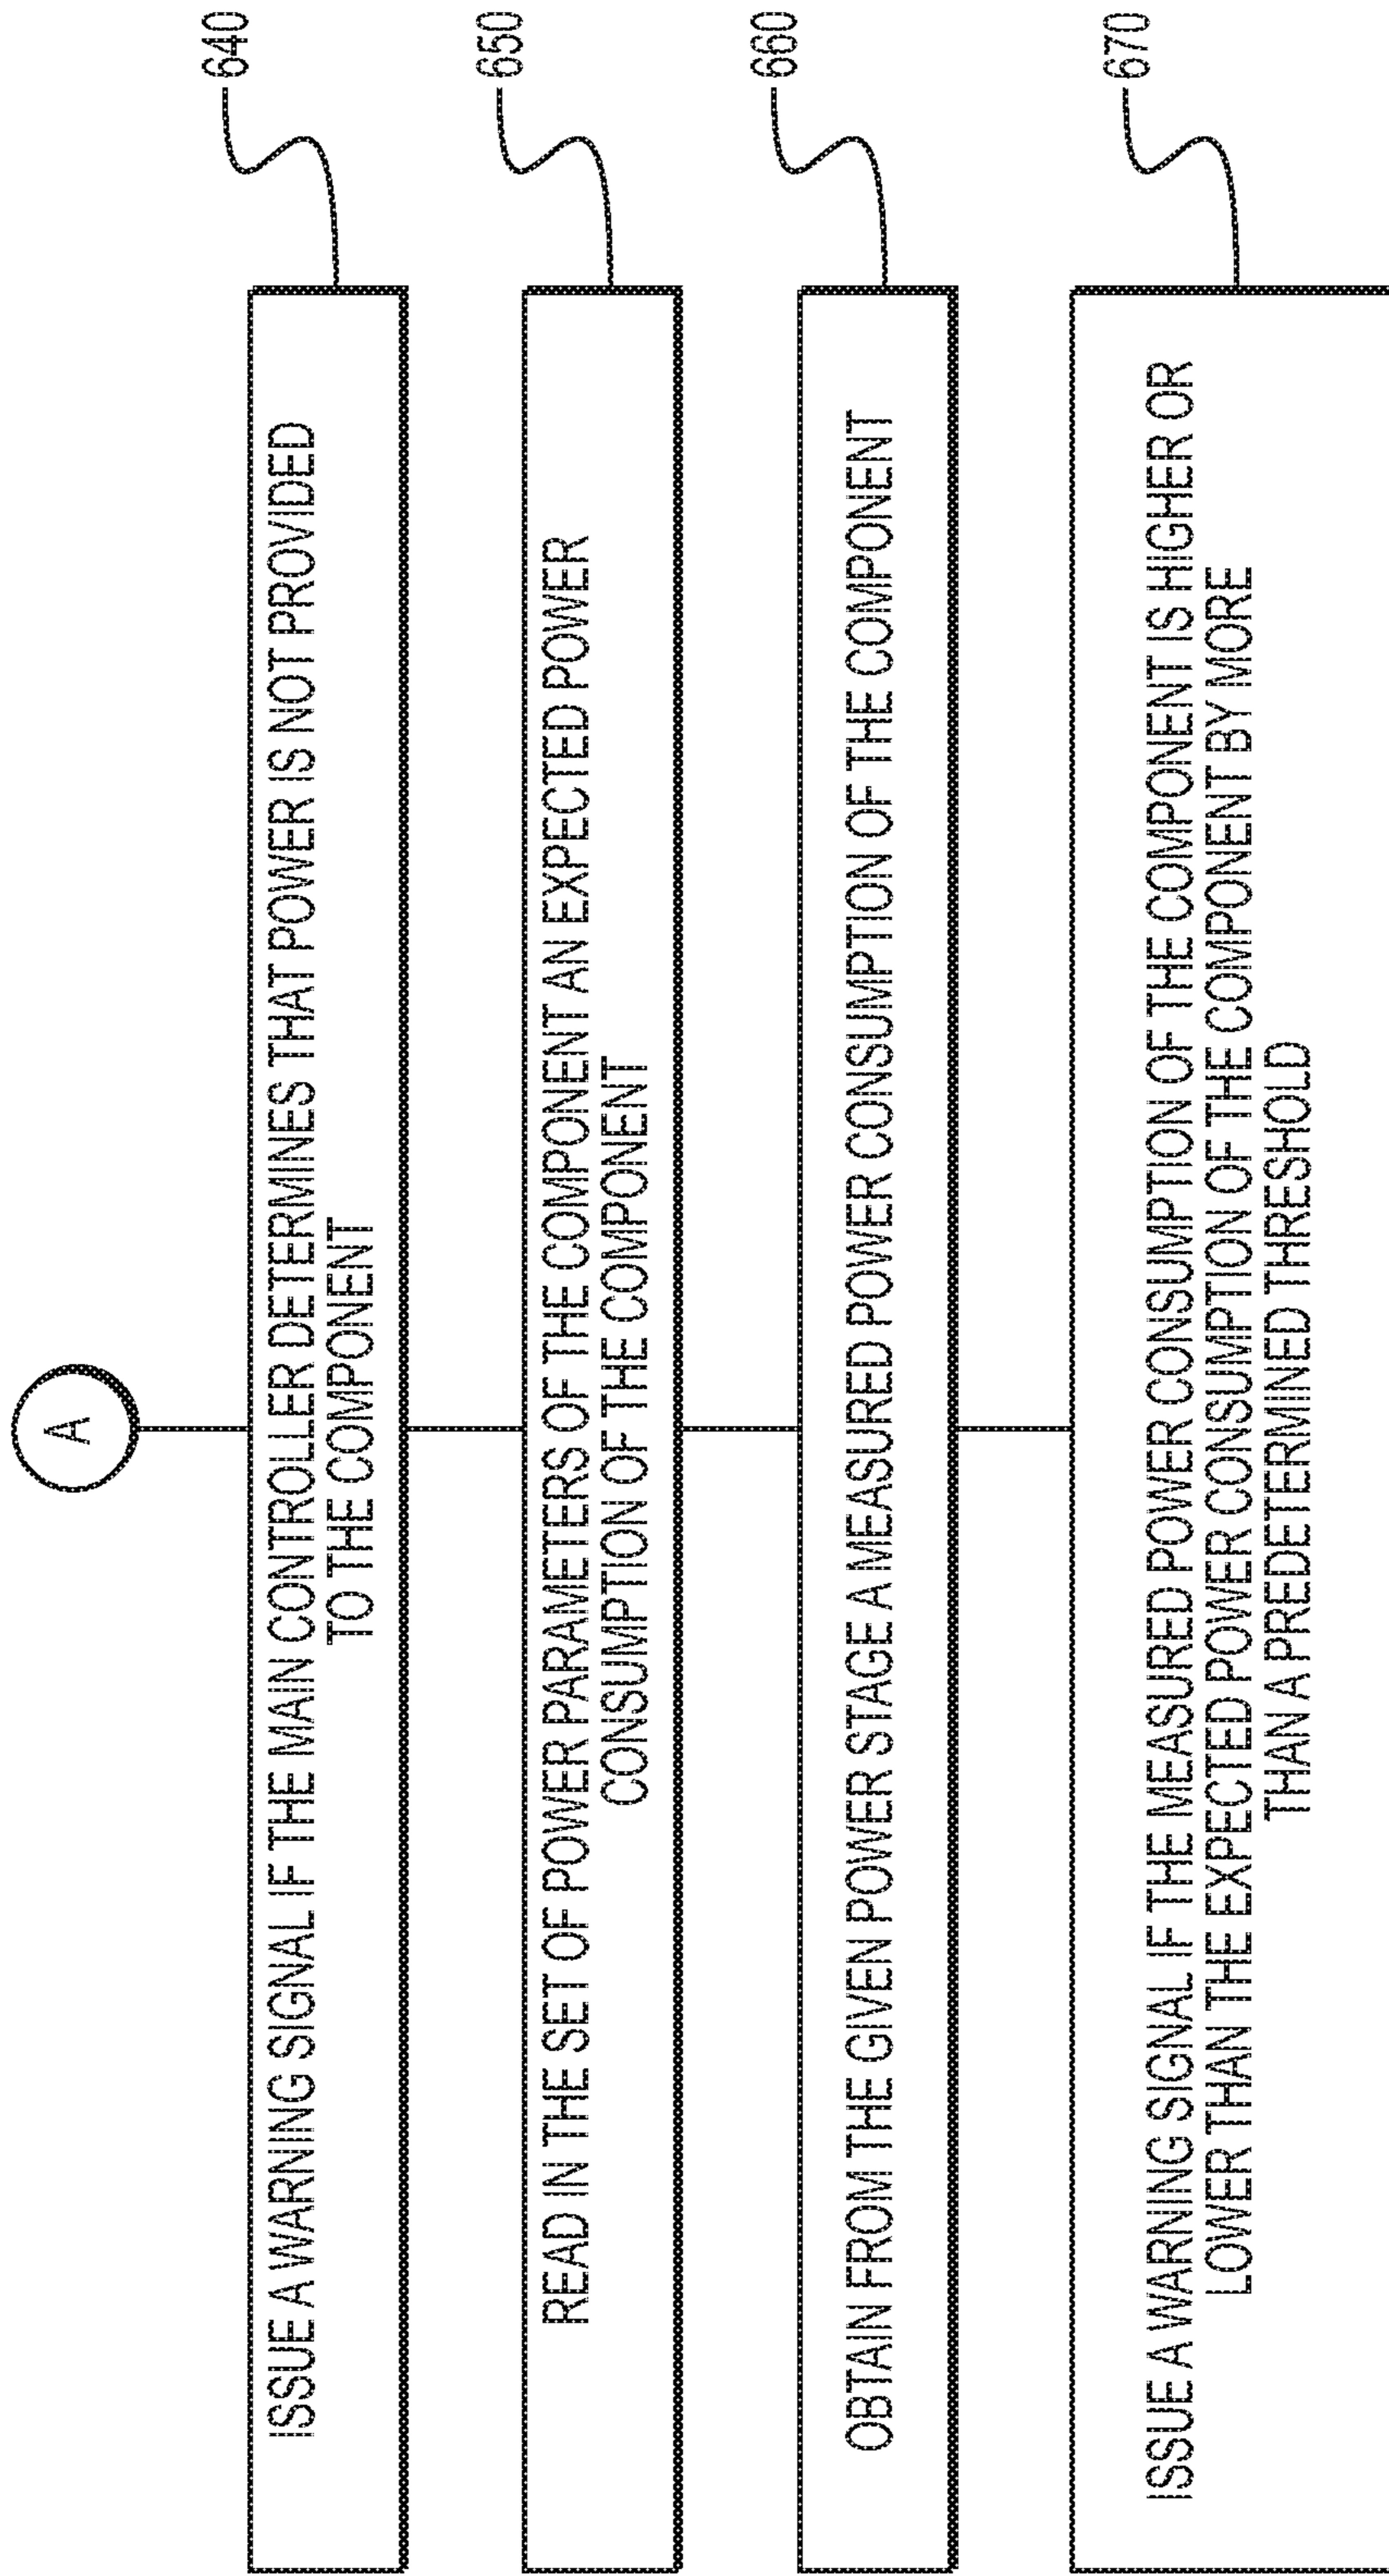 A
ISSUE A WARNING SIGNAL IF THE MAIN CONTROLLER DETERMINES THAT POWER IS NOT PROVIDED
TO THE COMPONENT
640
READ IN THE SET OF POWER PARAMETERS OF THE COMPONENT AN EXPECTED POWER
CONSUMPTION OF THE COMPONENT
650
OBTAIN FROM THE GIVEN POWER STAGE A MEASURED POWER CONSUMPTION OF THE COMPONENT
660
ISSUE A WARNING SIGNAL IF THE MEASURED POWER CONSUMPTION OF THE COMPONENT IS HIGHER OR
LOWER THAN THE EXPECTED POWER CONSUMPTION OF THE COMPONENT BY MORE
THAN A PREDETERMINED THRESHOLD
670